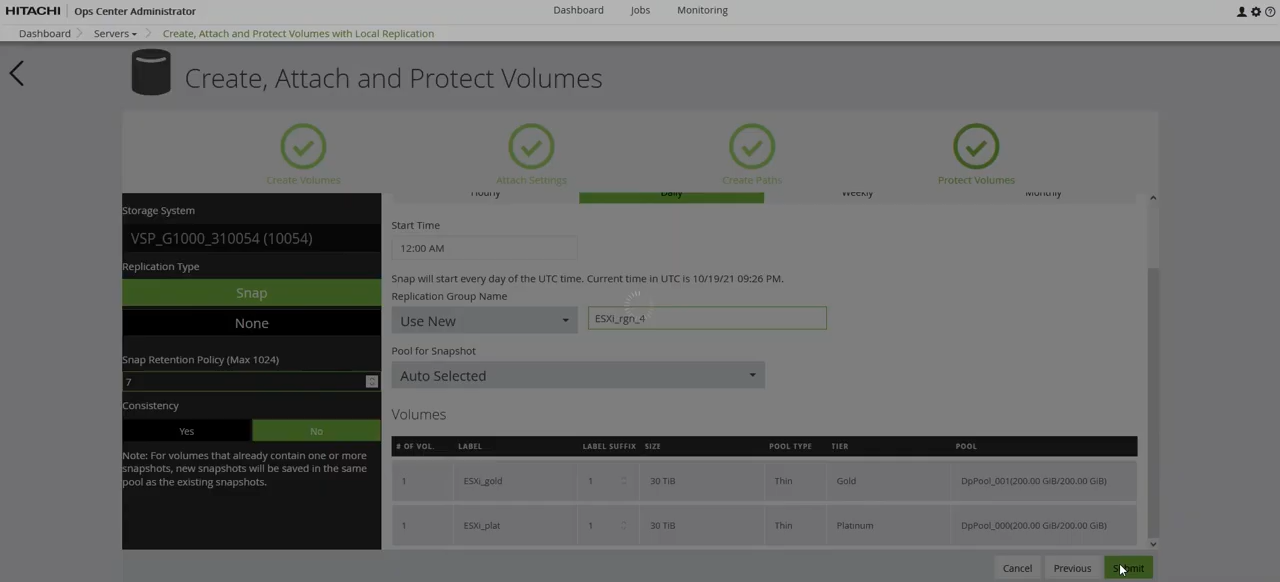 HITACHI Ops Center Administrator
Dashboard Jobs Monitoring
Dashboard Servers Create, Attach and Protect Volumes with Local Replication
Create, Attach and Protect Volumes
Create Volumes Attach Settings Create Paths Protect Volumes
Hourly Daily Weekly Monthly
Storage System
VSP_G1000_310054 (10054)
Replication Type
Snap
None
Snap Retention Policy (Max 1024)
7
Consistency
Yes No
Note: For volumes that already contain one or more
snapshots, new snapshots will be saved in the same
pool as the existing snapshots.
Start Time
12:00 AM
Snap will start every day of the UTC time. Current time in UTC is 10/19/21 09:26 PM.
Replication Group Name
Use New ESXi_rgn_4
Pool for Snapshot
Auto Selected
Volumes
# OF VOL. LABEL LABEL SUFFIX SIZE POOL TYPE TIER POOL
1 ESXi_gold 1 30 TiB Thin Gold DpPool_001(200.00 GiB/200.00 GiB)
1 ESXi_plat 1 30 TiB Thin Platinum DpPool_000(200.00 GiB/200.00 GiB)
Cancel Previous Submit